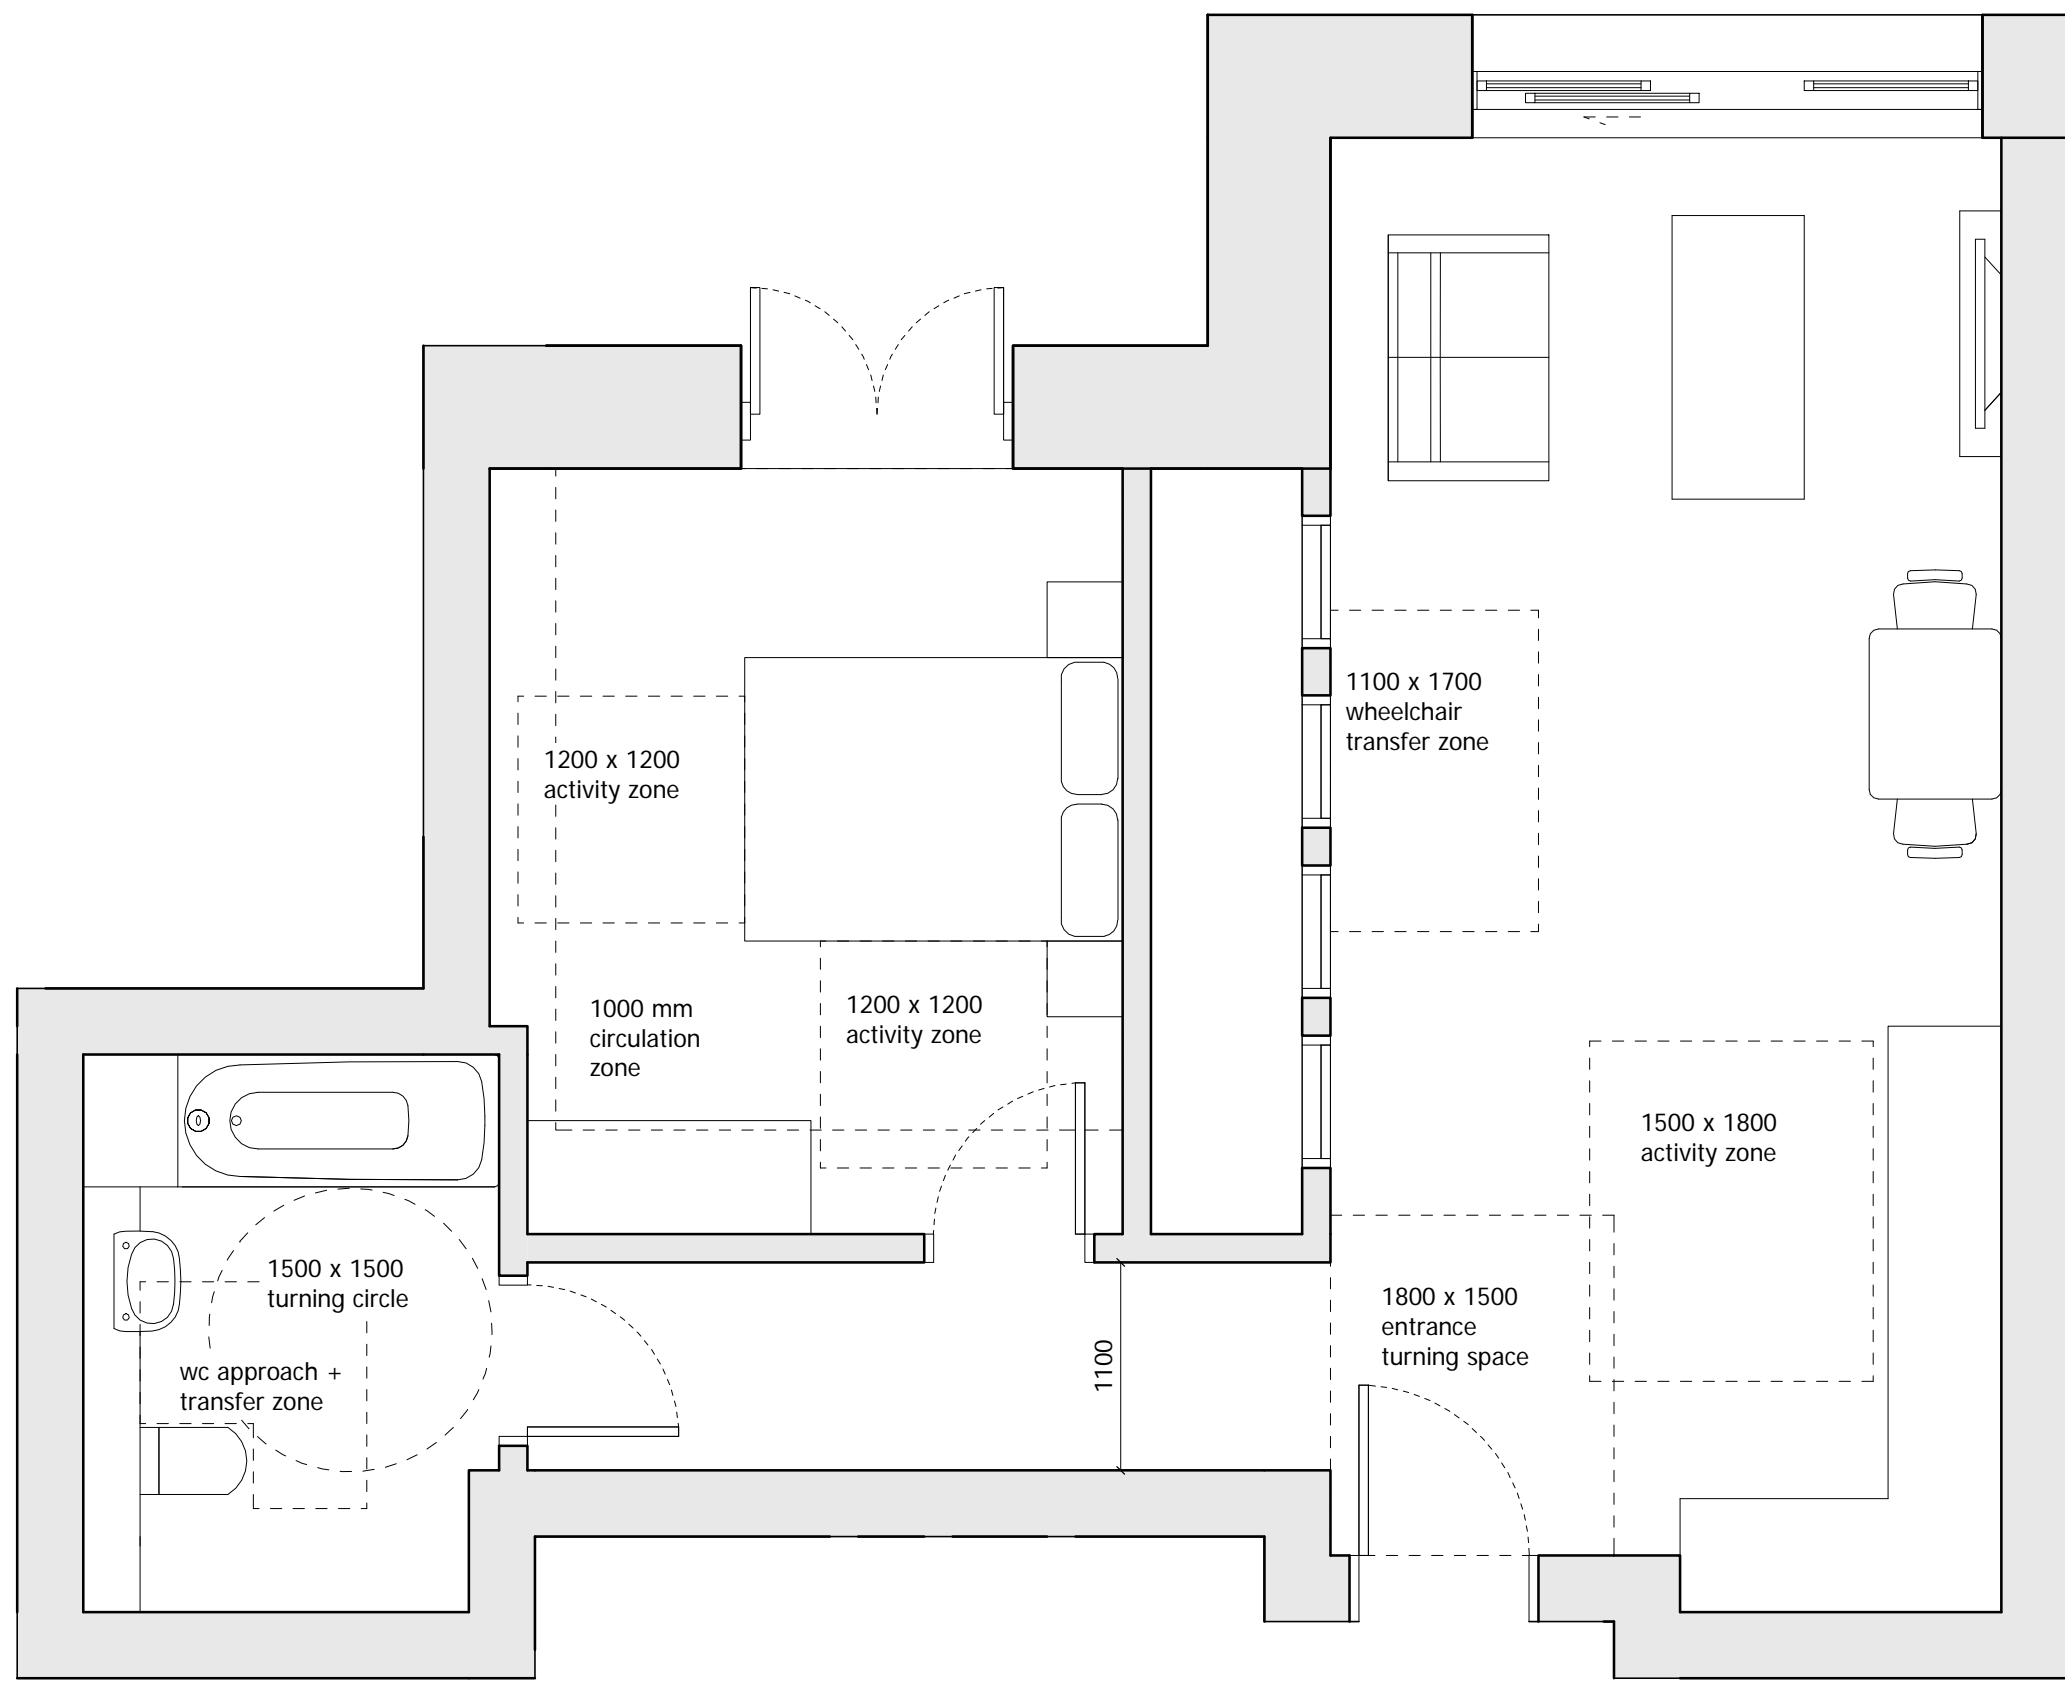 1100 x 1700
wheelchair
transfer zone
1200 x 1200
activity zone
1000 mm
circulation
zone
1200 x 1200
activity zone
1500 x 1800
activity zone
1500 x 1500
turning circle
wc approach +
transfer zone
1100
1800 x 1500
entrance
turning space